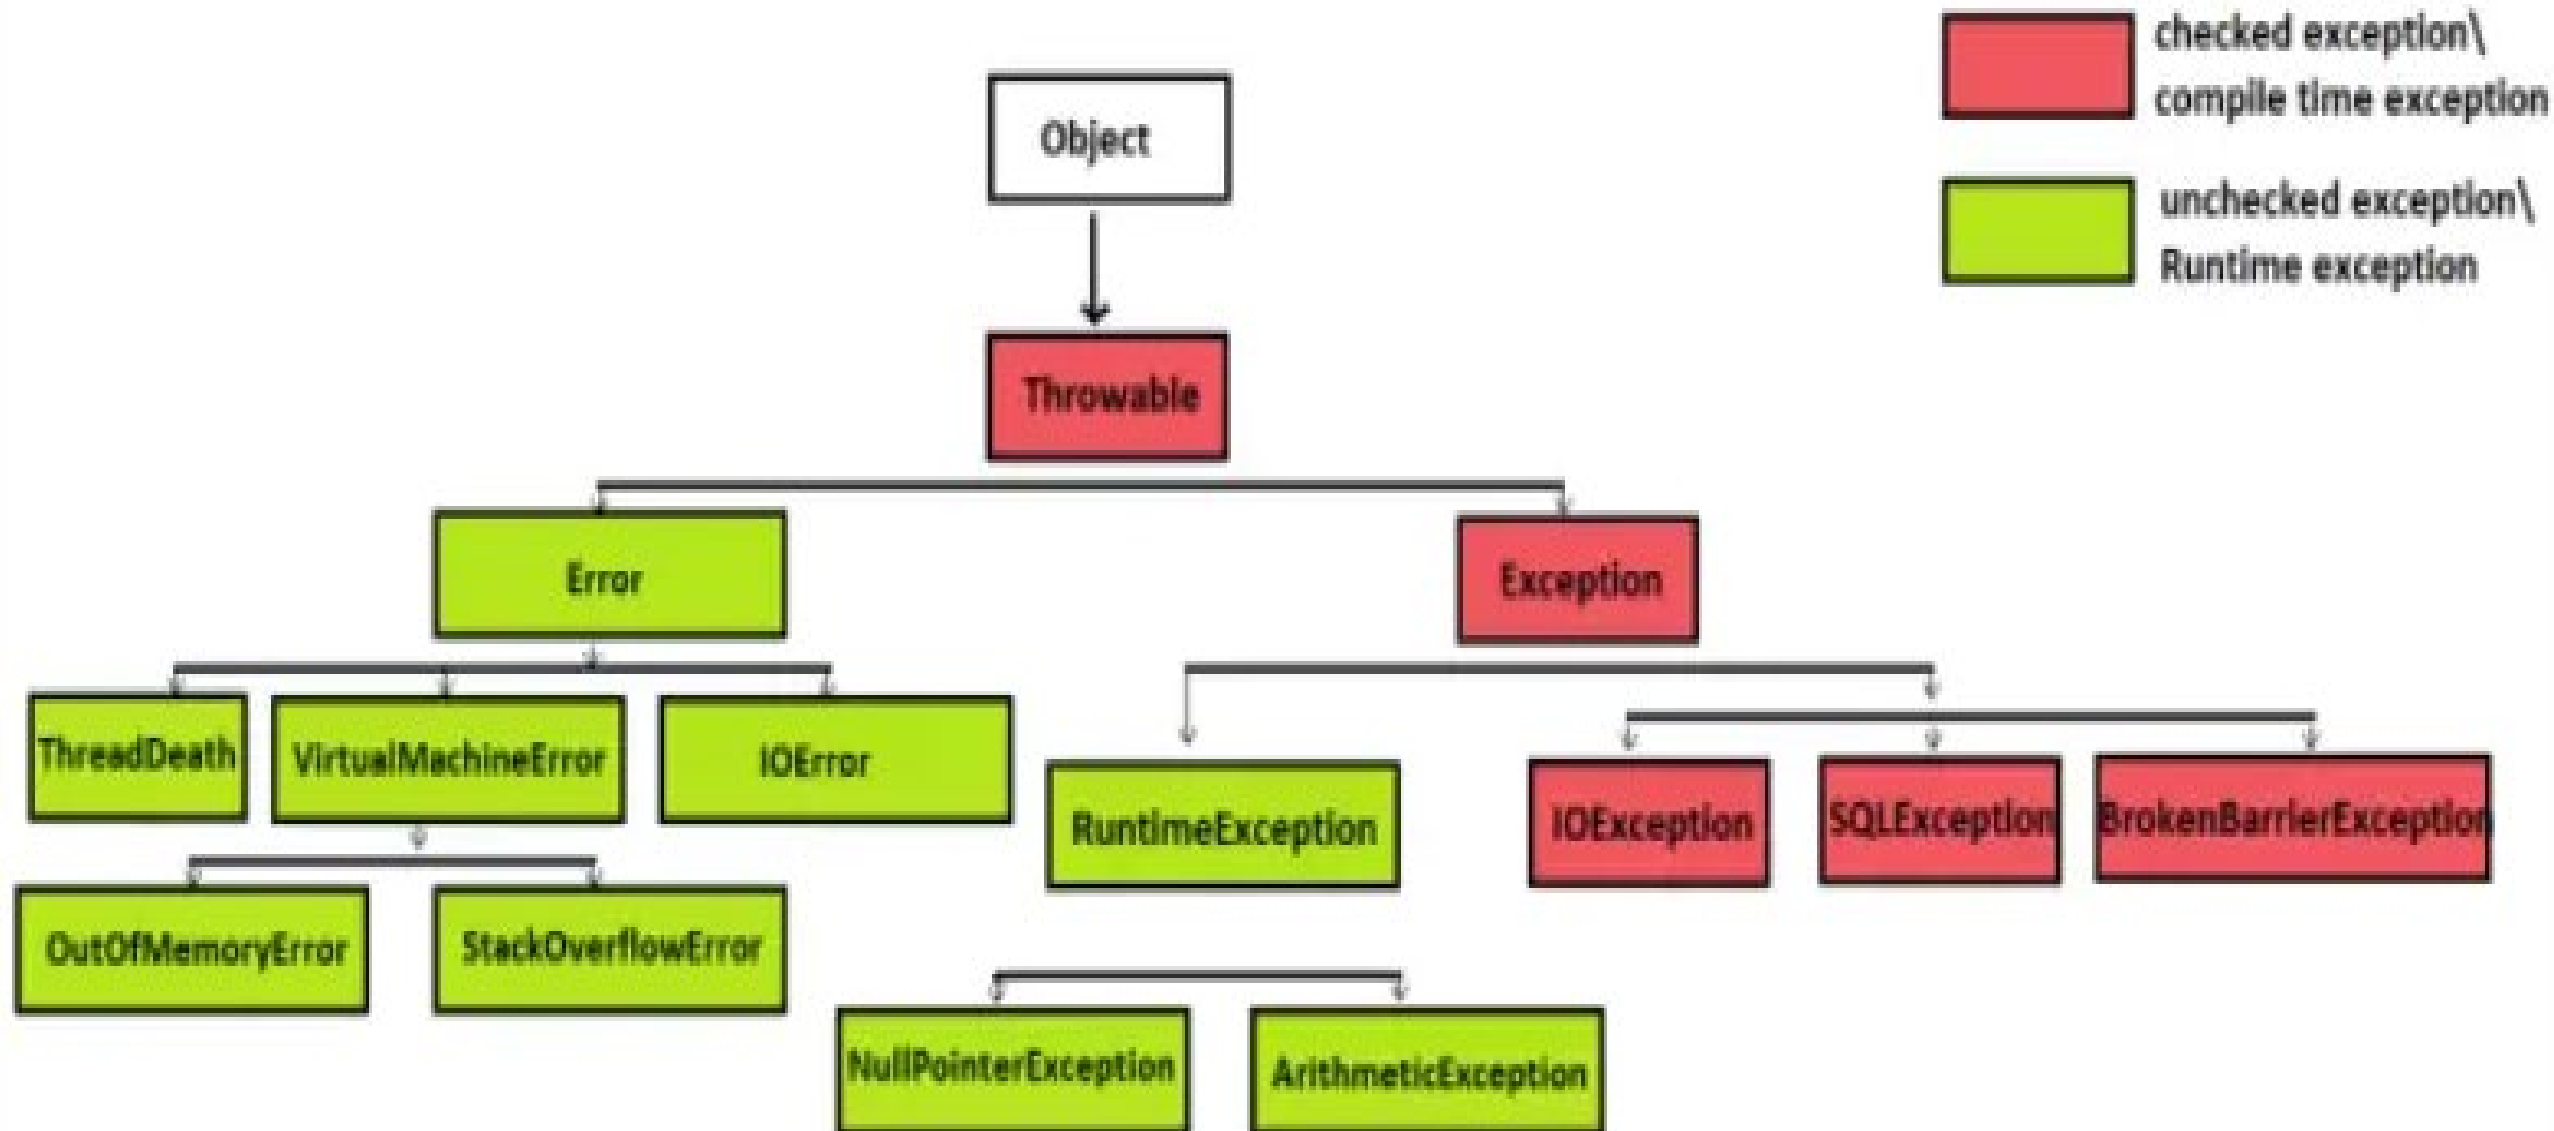 checked exception\
compile time exception
Object
unchecked exception\
Runtime exception
Throwable
Error
Exception
ThreadDeath
VirtualMachineError
IOError
RuntimeException
IOException
SQLException
BrokenBarrierException
OutOfMemoryError
StackOverflowError
NullPointerException
ArithmeticException